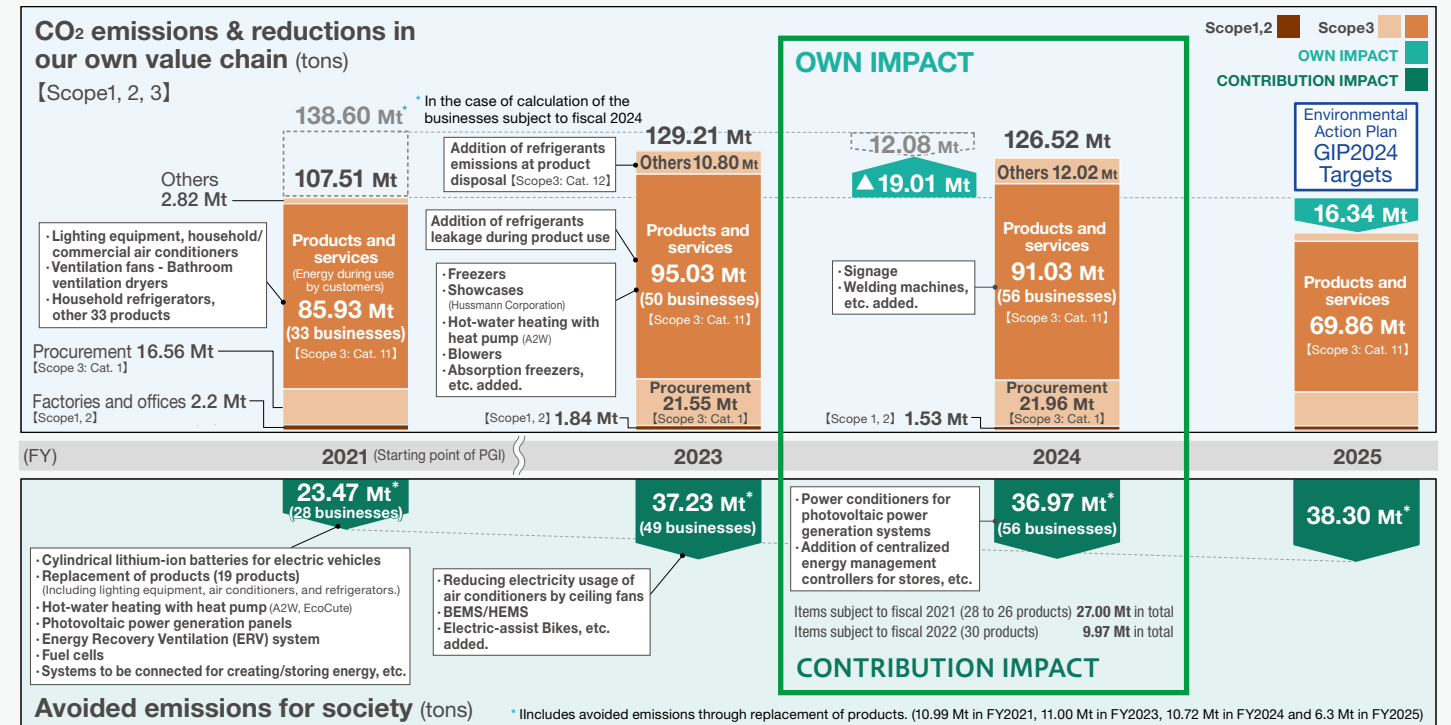 CO2 emissions & reductions in
our own value chain (tons)
【Scope1, 2, 3】
Scope1,2
Scope3
OWN IMPACT
CONTRIBUTION IMPACT
138.60 Mt*
* In the case of calculation of the
businesses subject to fiscal 2024
107.51 Mt
Others
2.82 Mt
· Lighting equipment, household/
commercial air conditioners
· Ventilation fans - Bathroom
ventilation dryers
· Household refrigerators,
other 33 products
Products and
services
(Energy during use
by customers)
85.93 Mt
(33 businesses)
【Scope 3: Cat. 11】
Procurement 16.56 Mt
【Scope 3: Cat. 1】
Factories and offices 2.2 Mt
【Scope1, 2】
129.21 Mt
Addition of refrigerants
emissions at product
disposal【Scope3: Cat. 12】
Others 10.80 Mt
Addition of refrigerants
leakage during product use
· Freezers
· Showcases
(Hussmann Corporation)
· Hot-water heating with
heat pump (A2W)
· Blowers
· Absorption freezers,
etc. added.
Products and
services
95.03 Mt
(50 businesses)
【Scope 3: Cat. 11】
Procurement
21.55 Mt
【Scope 3: Cat. 1】
【Scope1, 2】 1.84 Mt
OWN IMPACT
12.08 Mt
▲19.01 Mt
126.52 Mt
Others 12.02 Mt
· Signage
· Welding machines,
etc. added.
Products and
services
91.03 Mt
(56 businesses)
【Scope 3: Cat. 11】
Procurement
21.96 Mt
【Scope 3: Cat. 1】
【Scope 1, 2】 1.53 Mt
Environmental
Action Plan
GIP2024
Targets
16.34 Mt
Products and
services
69.86 Mt
【Scope 3: Cat. 11】
(FY)
2021 (Starting point of PGI)
2023
2024
2025
23.47 Mt*
(28 businesses)
· Cylindrical lithium-ion batteries for electric vehicles
· Replacement of products (19 products)
(Including lighting equipment, air conditioners, and refrigerators.)
· Hot-water heating with heat pump (A2W, EcoCute)
· Photovoltaic power generation panels
· Energy Recovery Ventilation (ERV) system
· Fuel cells
· Systems to be connected for creating/storing energy, etc.
37.23 Mt*
(49 businesses)
· Reducing electricity usage of
air conditioners by ceiling fans
· BEMS/HEMS
· Electric-assist Bikes, etc.
added.
· Power conditioners for
photovoltaic power
generation systems
· Addition of centralized
energy management
controllers for stores, etc.
36.97 Mt*
(56 businesses)
Items subject to fiscal 2021 (28 to 26 products) 27.00 Mt in total
Items subject to fiscal 2022 (30 products) 9.97 Mt in total
CONTRIBUTION IMPACT
38.30 Mt*
Avoided emissions for society (tons)
* IIncludes avoided emissions through replacement of products. (10.99 Mt in FY2021, 11.00 Mt in FY2023, 10.72 Mt in FY2024 and 6.3 Mt in FY2025)